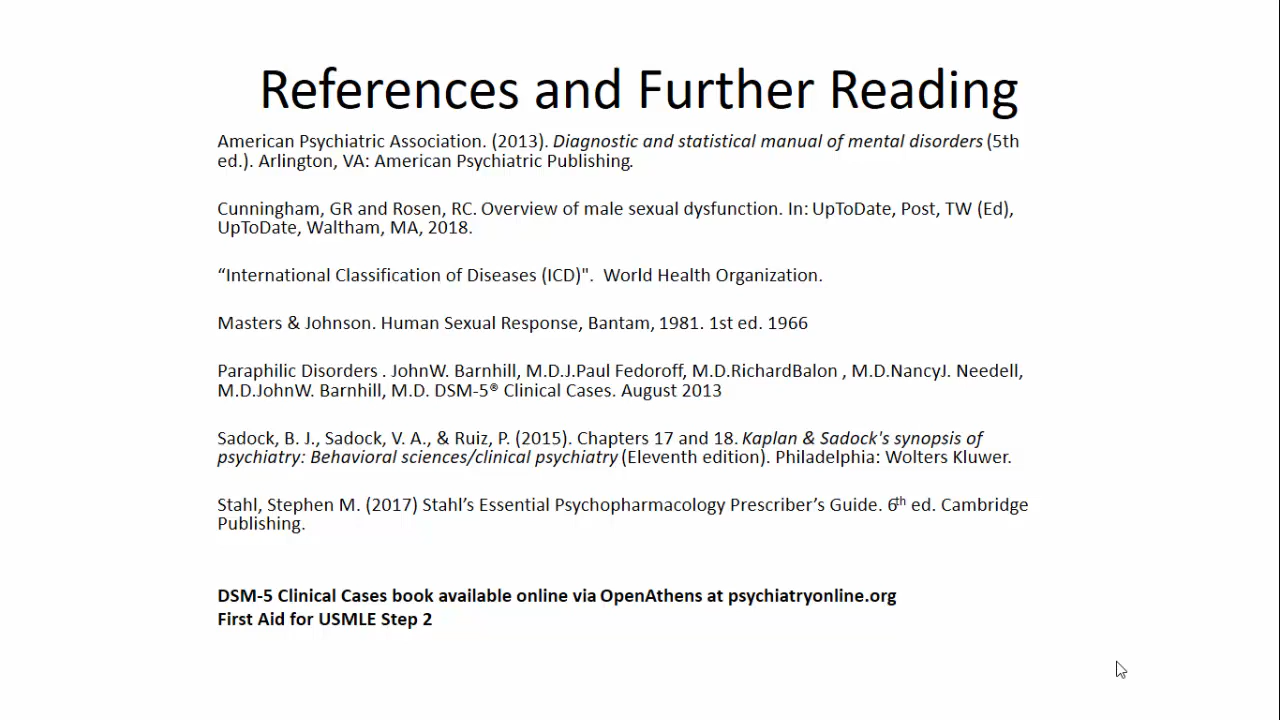 References and Further Reading
American Psychiatric Association. (2013). Diagnostic and statistical manual of mental disorders (5th
ed.). Arlington, VA: American Psychiatric Publishing.
Cunningham, GR and Rosen, RC. Overview of male sexual dysfunction. In: UpToDate, Post, TW (Ed),
UpToDate, Waltham, MA, 2018.
“International Classification of Diseases (ICD)".  World Health Organization.
Masters & Johnson. Human Sexual Response, Bantam, 1981. 1st ed. 1966
Paraphilic Disorders . JohnW. Barnhill, M.D.J.Paul Fedoroff, M.D.RichardBalon , M.D.NancyJ. Needell,
M.D.JohnW. Barnhill, M.D. DSM-5® Clinical Cases. August 2013
Sadock, B. J., Sadock, V. A., & Ruiz, P. (2015). Chapters 17 and 18. Kaplan & Sadock's synopsis of
psychiatry: Behavioral sciences/clinical psychiatry (Eleventh edition). Philadelphia: Wolters Kluwer.
Stahl, Stephen M. (2017) Stahl’s Essential Psychopharmacology Prescriber’s Guide. 6th ed. Cambridge
Publishing.
DSM-5 Clinical Cases book available online via OpenAthens at psychiatryonline.org
First Aid for USMLE Step 2